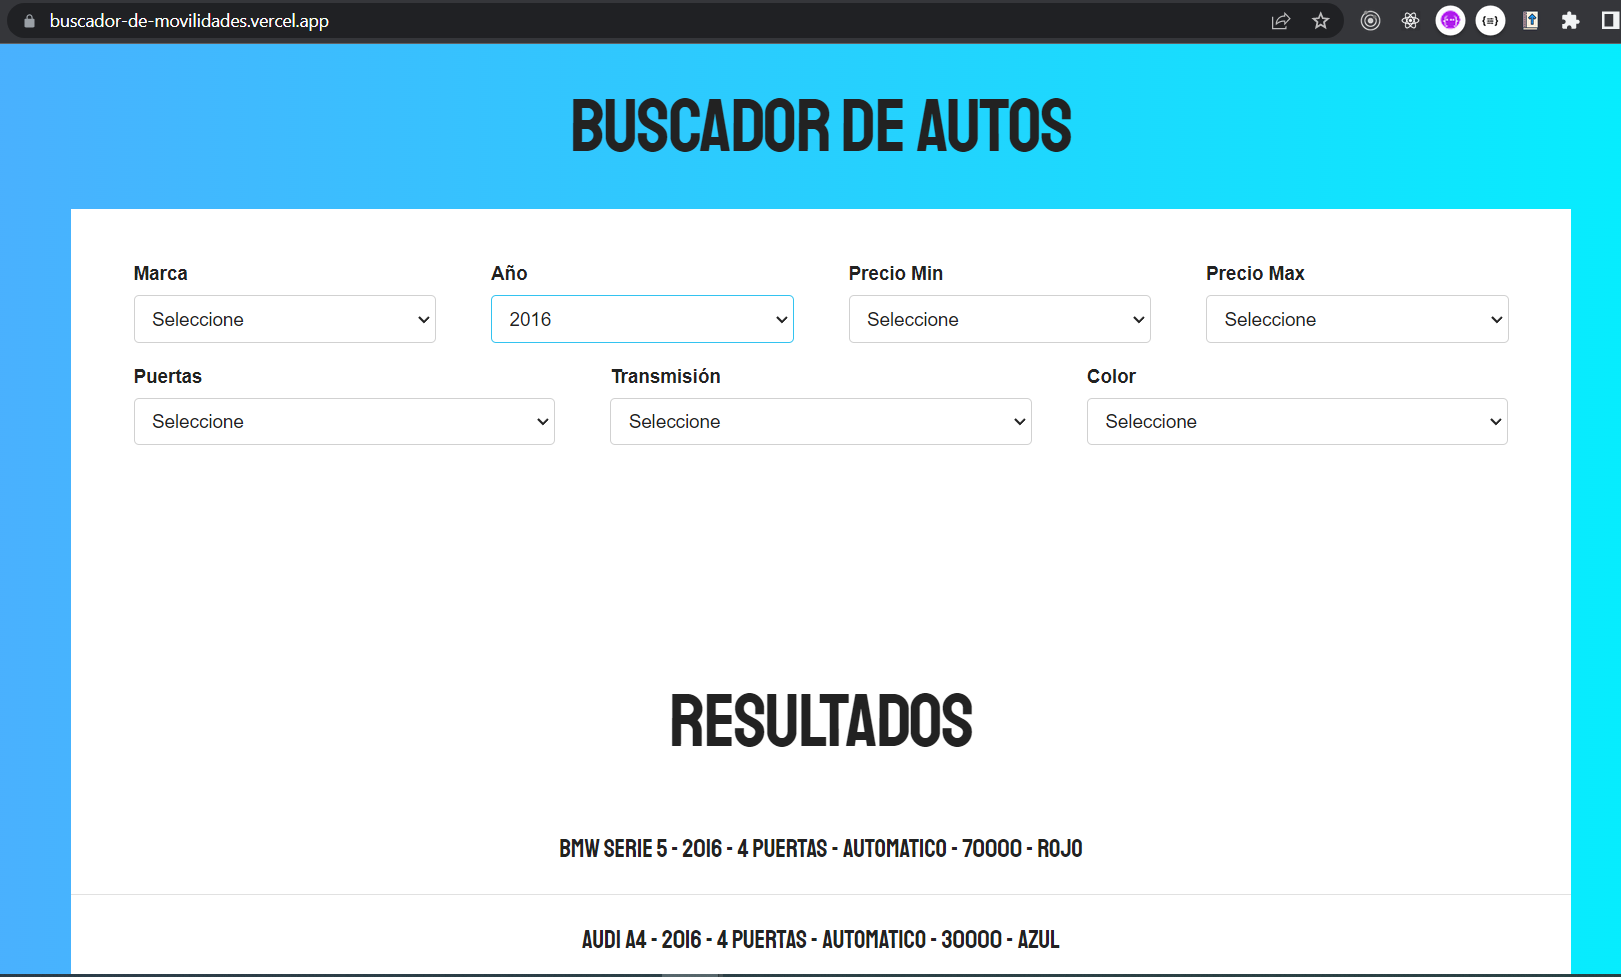 buscador-de-movilidades.vercel.app
BUSCADOR DE AUTOS
Marca Año Precio Min Precio Max
Seleccione 2016 Seleccione Seleccione
Puertas Transmisión Color
Seleccione Seleccione Seleccione
RESULTADOS
BMW SERIE 5 - 2016 - 4 PUERTAS - AUTOMATICO - 70000 - ROJO
AUDI A4 - 2016 - 4 PUERTAS - AUTOMATICO - 30000 - AZUL